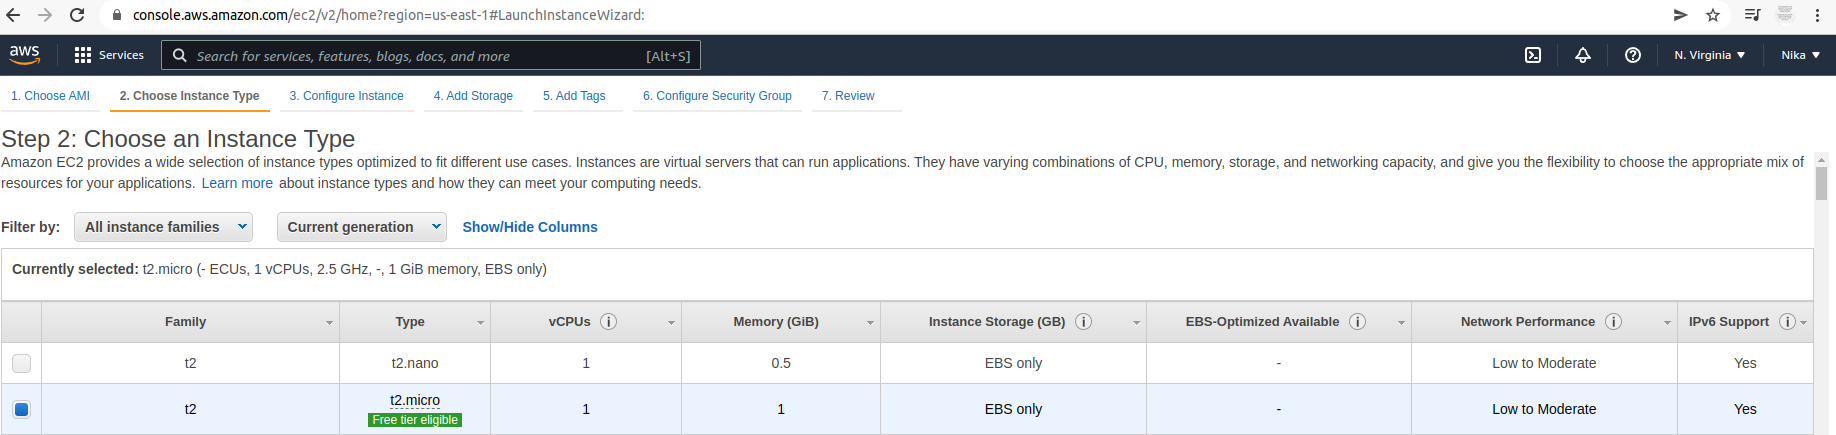 console.aws.amazon.com/ec2/v2/home?region=us-east-1#LaunchInstanceWizard:
aws Services Search for services, features, blogs, docs, and more [Alt+S] N. Virginia Nika
1. Choose AMI 2. Choose Instance Type 3. Configure Instance 4. Add Storage 5. Add Tags 6. Configure Security Group 7. Review
Step 2: Choose an Instance Type
Amazon EC2 provides a wide selection of instance types optimized to fit different use cases. Instances are virtual servers that can run applications. They have varying combinations of CPU, memory, storage, and networking capacity, and give you the flexibility to choose the appropriate mix of
resources for your applications. Learn more about instance types and how they can meet your computing needs.
Filter by: All instance families Current generation Show/Hide Columns
Currently selected: t2.micro (- ECUs, 1 vCPUs, 2.5 GHz, -, 1 GiB memory, EBS only)
Family Type vCPUs Memory (GiB) Instance Storage (GB) EBS-Optimized Available Network Performance IPv6 Support
t2 t2.nano 1 0.5 EBS only - Low to Moderate Yes
t2 t2.micro 1 1 EBS only - Low to Moderate Yes
Free tier eligible